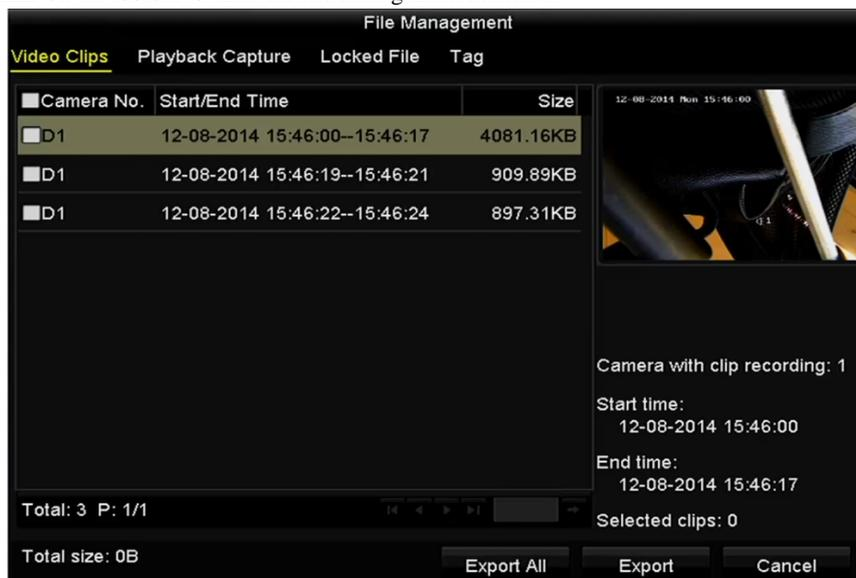 File Management
Video Clips Playback Capture Locked File Tag
Camera No. Start/End Time Size
D1 12-08-2014 15:46:00--15:46:17 4081.16KB
D1 12-08-2014 15:46:19--15:46:21 909.89KB
D1 12-08-2014 15:46:22--15:46:24 897.31KB
Total: 3 P: 1/1
12-08-2014 Mon 15:46:00
Camera with clip recording: 1
Start time:
12-08-2014 15:46:00
End time:
12-08-2014 15:46:17
Selected clips: 0
Total size: 0B
Export All Export Cancel